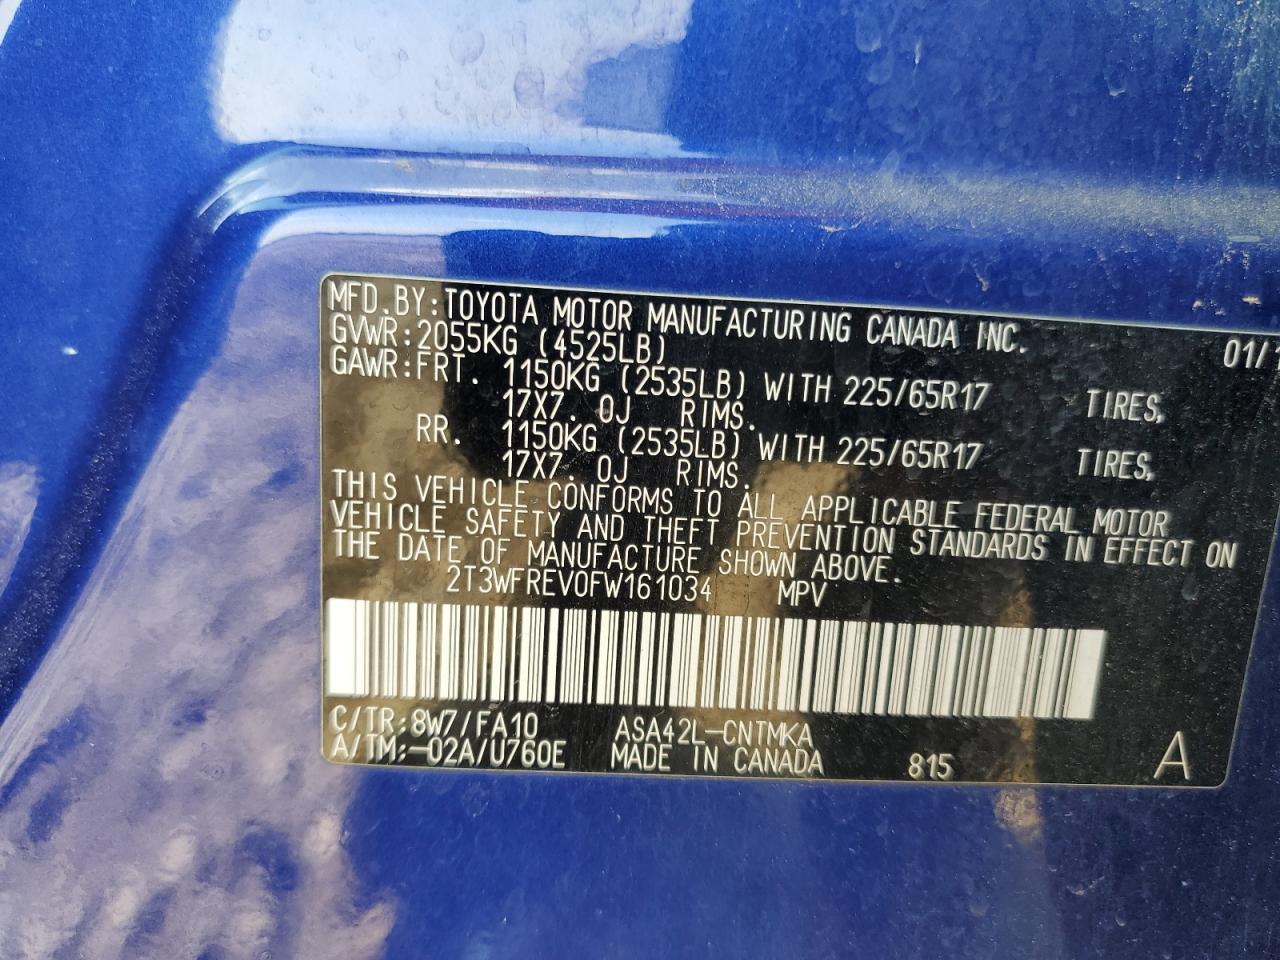 MFD.BY:TOYOTA MOTOR MANUFACTURING CANADA INC.
GVWR:2055KG (4525LB) 01/
GAWR:FRT. 1150KG (2535LB) WITH 225/65R17 TIRES,
17X7. 0J RIMS.
RR. 1150KG (2535LB) WITH 225/65R17 TIRES,
17X7. 0J RIMS.
THIS VEHICLE CONFORMS TO ALL APPLICABLE FEDERAL MOTOR
VEHICLE SAFETY AND THEFT PREVENTION STANDARDS IN EFFECT ON
THE DATE OF MANUFACTURE SHOWN ABOVE.
2T3WFREV0FW161034 MPV
C/TR:8W7/FA10 ASA42L-CNTMKA
A/TM:-02A/U760E MADE IN CANADA 815 A